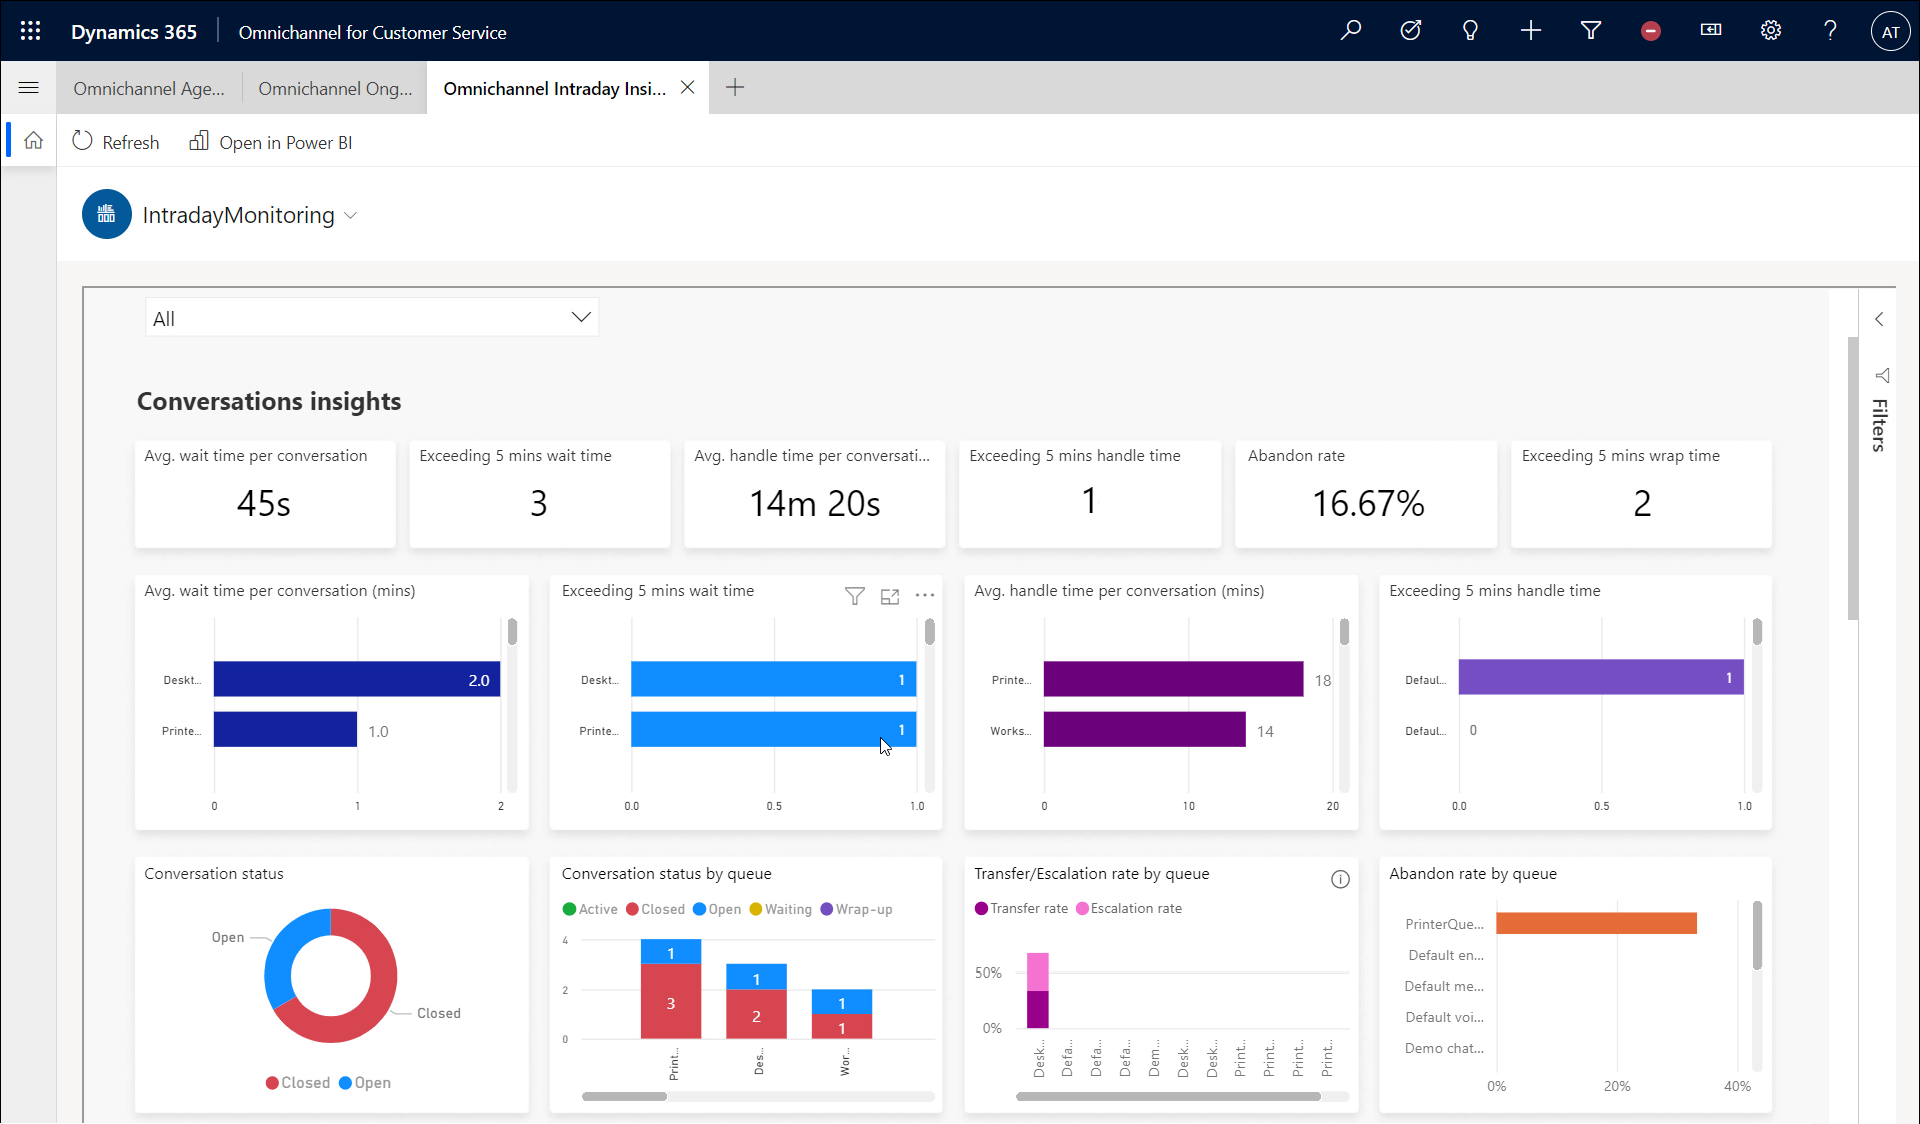 Dynamics 365 Omnichannel for Customer Service AT
Omnichannel Age... Omnichannel Ong... Omnichannel Intraday Insi...
Refresh Open in Power BI
IntradayMonitoring
All
Filters
Conversations insights
Avg. wait time per conversation
45s
Exceeding 5 mins wait time
3
Avg. handle time per conversati...
14m 20s
Exceeding 5 mins handle time
1
Abandon rate
16.67%
Exceeding 5 mins wrap time
2
Avg. wait time per conversation (mins)
Deskt... 2.0
Printe... 1.0
0 1 2
Exceeding 5 mins wait time
Deskt... 1
Printe... 1
0.0 0.5 1.0
Avg. handle time per conversation (mins)
Printe... 18
Works... 14
0 10 20
Exceeding 5 mins handle time
Defaul... 1
Defaul... 0
0.0 0.5 1.0
Conversation status
Open
Closed
Closed Open
Conversation status by queue
Active Closed Open Waiting Wrap-up
4
2
0
1
3
1
2
1
1
Print... Des... Wor...
Transfer/Escalation rate by queue
Transfer rate Escalation rate
50%
0%
Desk... Defa... Defa... Defa... Dem... Desk... Desk... Print... Print... Print... Print...
Abandon rate by queue
PrinterQue...
Default en...
Default me...
Default voi...
Demo chat...
0% 20% 40%